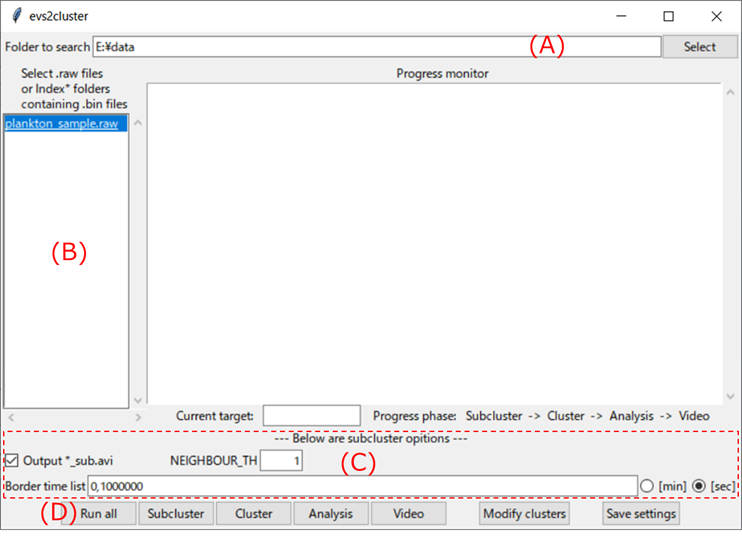 evs2cluster
Folder to search E:¥data (A) Select
Select .raw files
or Index* folders
containing .bin files
Progress monitor
plankton_sample.raw
(B)
Current target: Progress phase: Subcluster -> Cluster -> Analysis -> Video
--- Below are subcluster opitions ---
Output *_sub.avi NEIGHBOUR_TH 1 (C)
Border time list 0,1000000 [min] [sec]
(D) Run all Subcluster Cluster Analysis Video Modify clusters Save settings